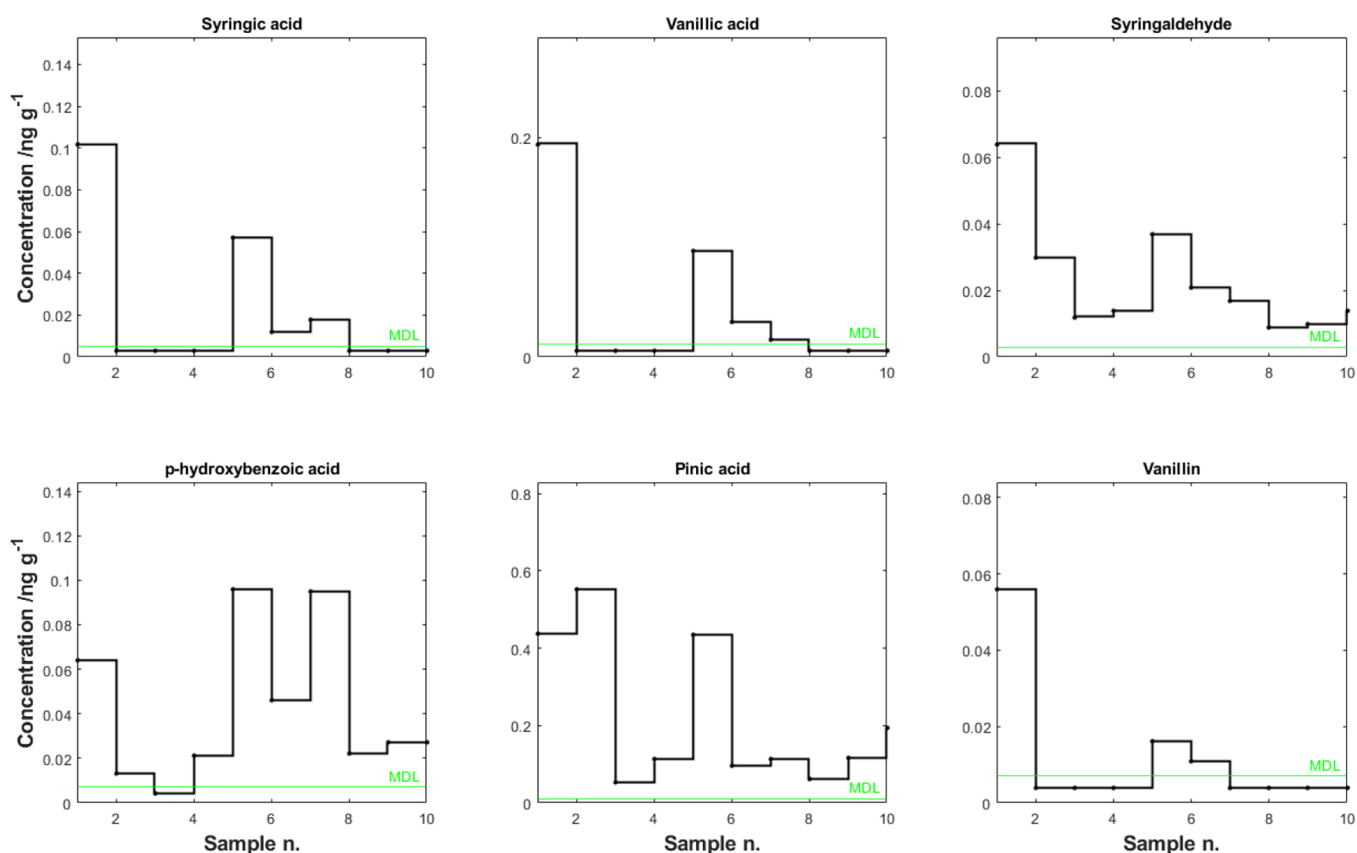 Syringic acid
Vanillic acid
Syringaldehyde
Concentration /ng g-1
0.14
0.12
0.1
0.08
0.06
0.04
0.02
0
MDL
2 4 6 8 10
0.2
0
MDL
2 4 6 8 10
0.08
0.06
0.04
0.02
0
MDL
2 4 6 8 10
p-hydroxybenzoic acid
Pinic acid
Vanillin
Concentration /ng g-1
0.14
0.12
0.1
0.08
0.06
0.04
0.02
0
MDL
2 4 6 8 10
Sample n.
0.8
0.6
0.4
0.2
0
MDL
2 4 6 8 10
Sample n.
0.08
0.06
0.04
0.02
0
MDL
2 4 6 8 10
Sample n.